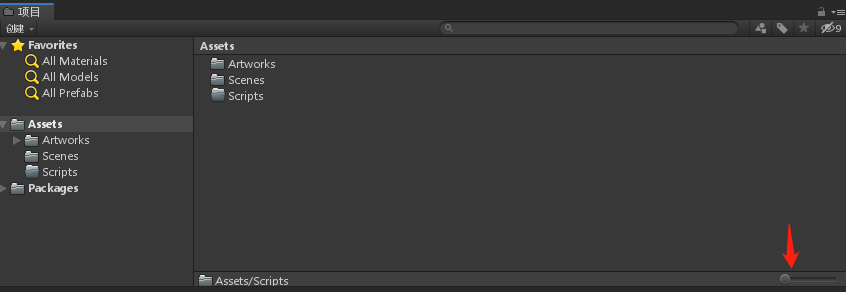 项目
创建
9
Favorites
All Materials
All Models
All Prefabs
Assets
Artworks
Scenes
Scripts
Packages
Assets
Artworks
Scenes
Scripts
Assets/Scripts